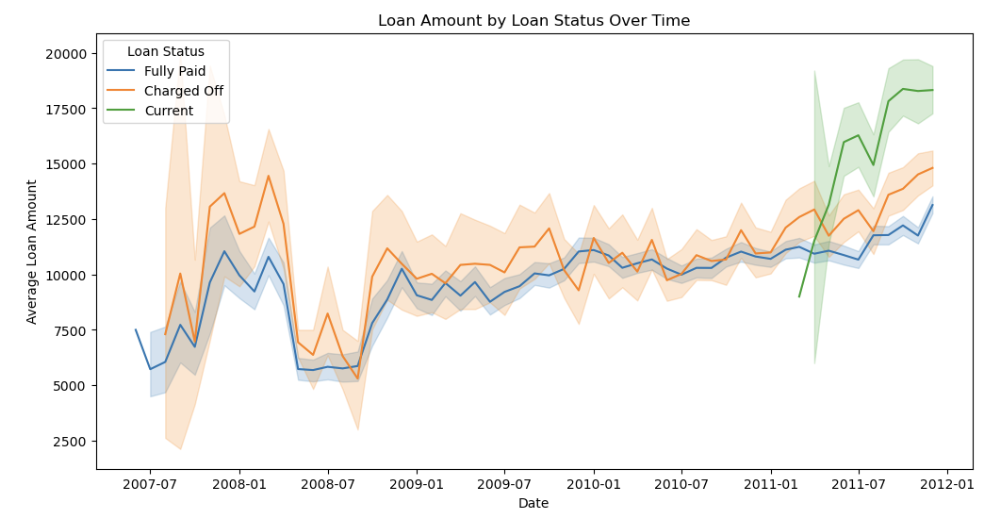 Loan Amount by Loan Status Over Time
Loan Status
Fully Paid
Charged Off
Current
20000
17500
15000
12500
10000
7500
5000
2500
Average Loan Amount
2007-07 2008-01 2008-07 2009-01 2009-07 2010-01 2010-07 2011-01 2011-07 2012-01
Date